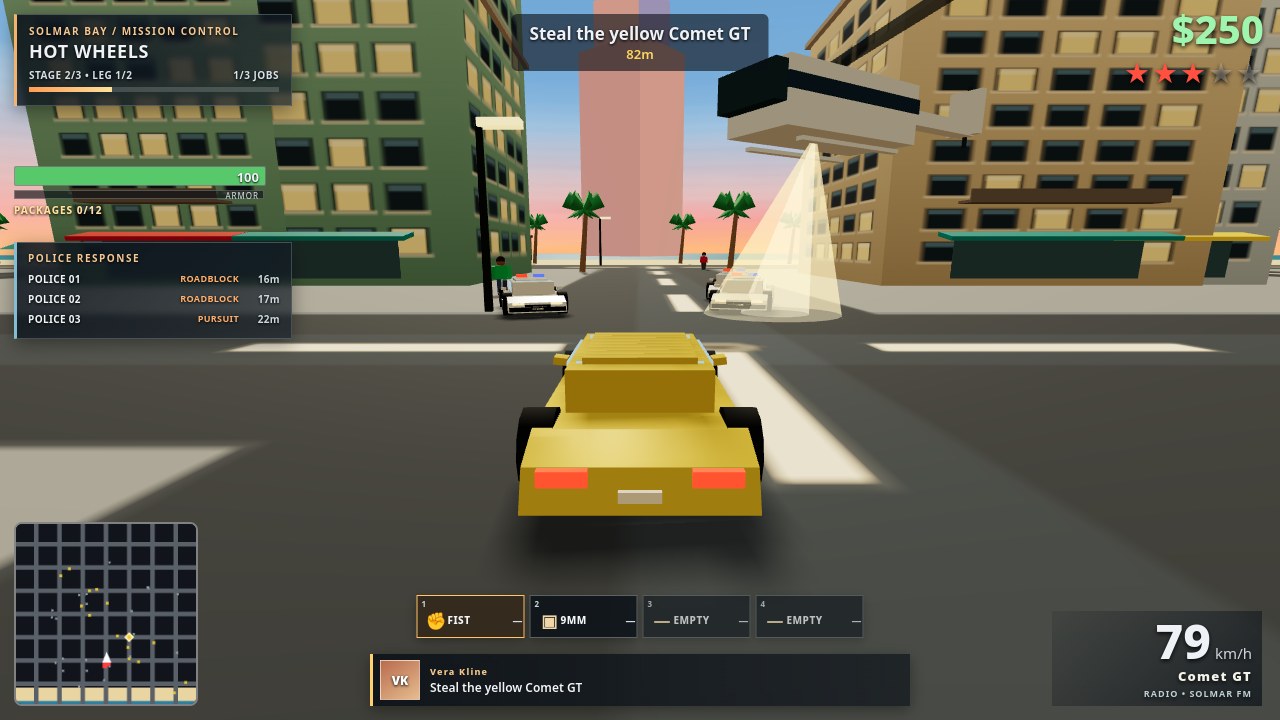 SOLMAR BAY / MISSION CONTROL
HOT WHEELS
STAGE 2/3 • LEG 1/2 1/3 JOBS
Steal the yellow Comet GT
82m
$250
100
ARMOR
PACKAGES 0/12
POLICE RESPONSE
POLICE 01 ROADBLOCK 16m
POLICE 02 ROADBLOCK 17m
POLICE 03 PURSUIT 22m
1 FIST —
2 9MM —
3 — EMPTY —
4 — EMPTY —
VK
Vera Kline
Steal the yellow Comet GT
79 km/h
Comet GT
RADIO • SOLMAR FM